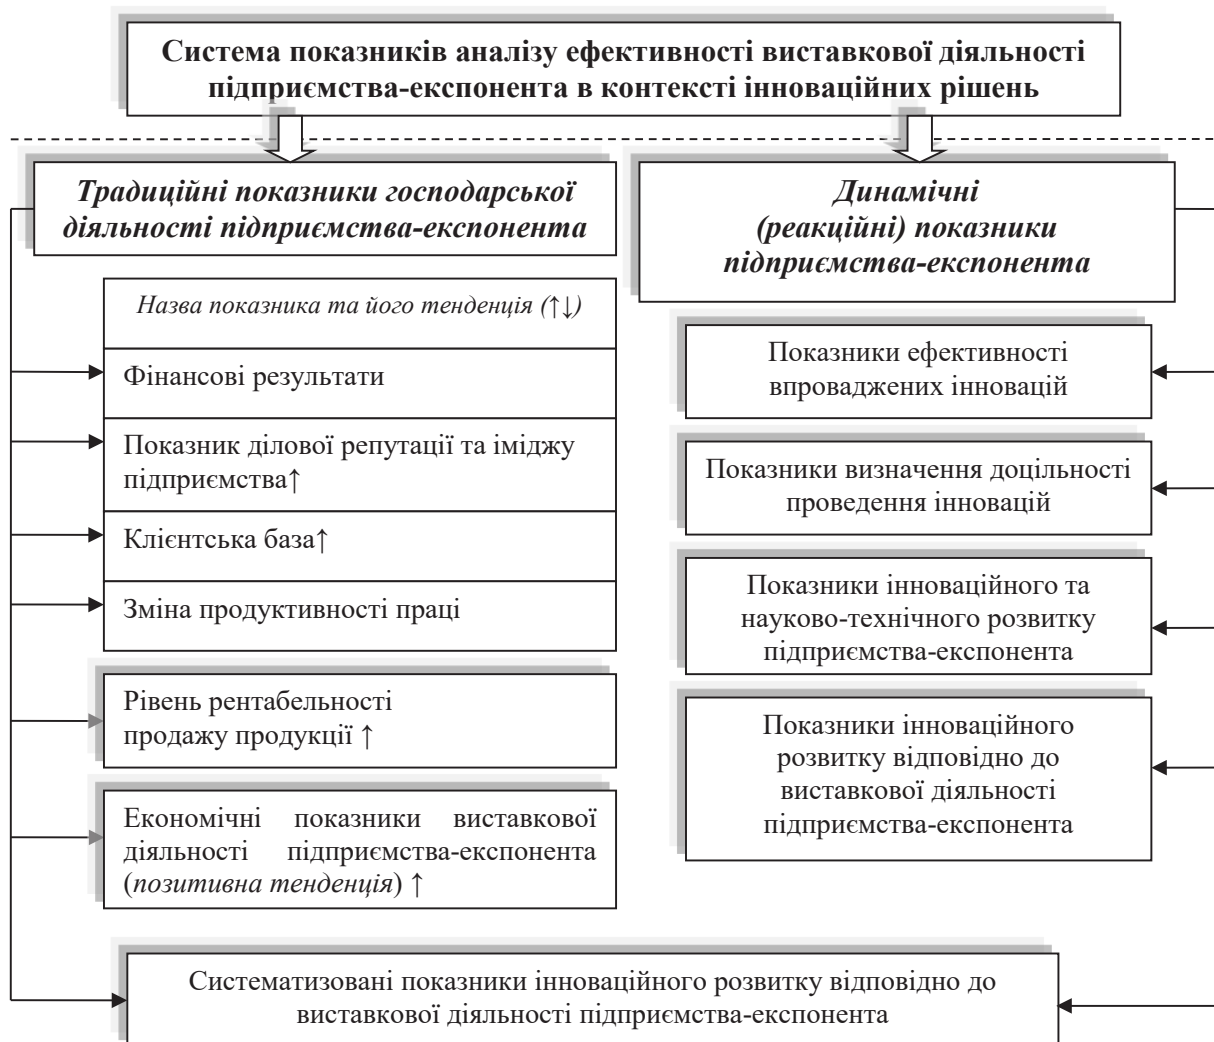 Система показників аналізу ефективності виставкової діяльності
підприємства-експонента в контексті інноваційних рішень
Традиційні показники господарської
діяльності підприємства-експонента
Назва показника та його тенденція (↑↓)
Фінансові результати
Показник ділової репутації та іміджу
підприємства↑
Клієнтська база↑
Зміна продуктивності праці
Рівень рентабельності
продажу продукції ↑
Економічні показники виставкової
діяльності підприємства-експонента
(позитивна тенденція) ↑
Динамічні
(реакційні) показники
підприємства-експонента
Показники ефективності
впроваджених інновацій
Показники визначення доцільності
проведення інновацій
Показники інноваційного та
науково-технічного розвитку
підприємства-експонента
Показники інноваційного
розвитку відповідно до
виставкової діяльності
підприємства-експонента
Систематизовані показники інноваційного розвитку відповідно до
виставкової діяльності підприємства-експонента